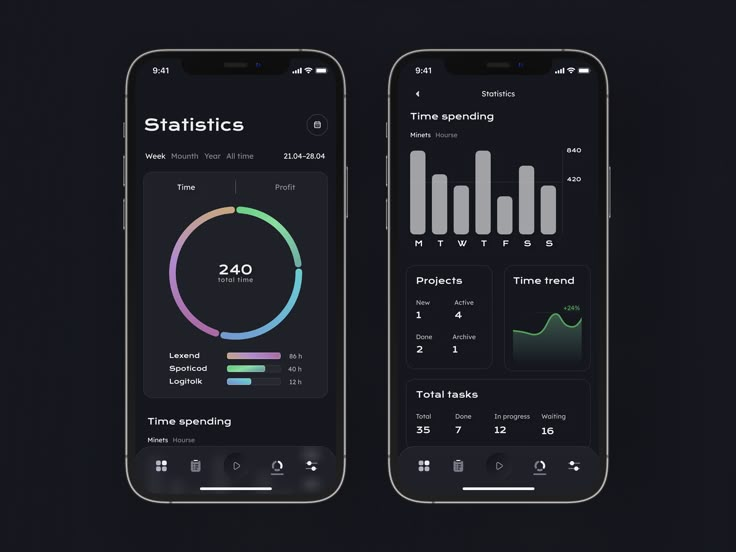 9:41
Statistics
Week Mounth Year All time 21.04–28.04
Time Profit
240
total time
Lexend 86 h
Spoticod 40 h
Logitolk 12 h
Time spending
Minets Hourse
9:41
Statistics
Time spending
Minets Hourse
840
420
M T W T F S S
Projects
New Active
1 4
Done Archive
2 1
Time trend
+24%
Total tasks
Total Done In progress Waiting
35 7 12 16